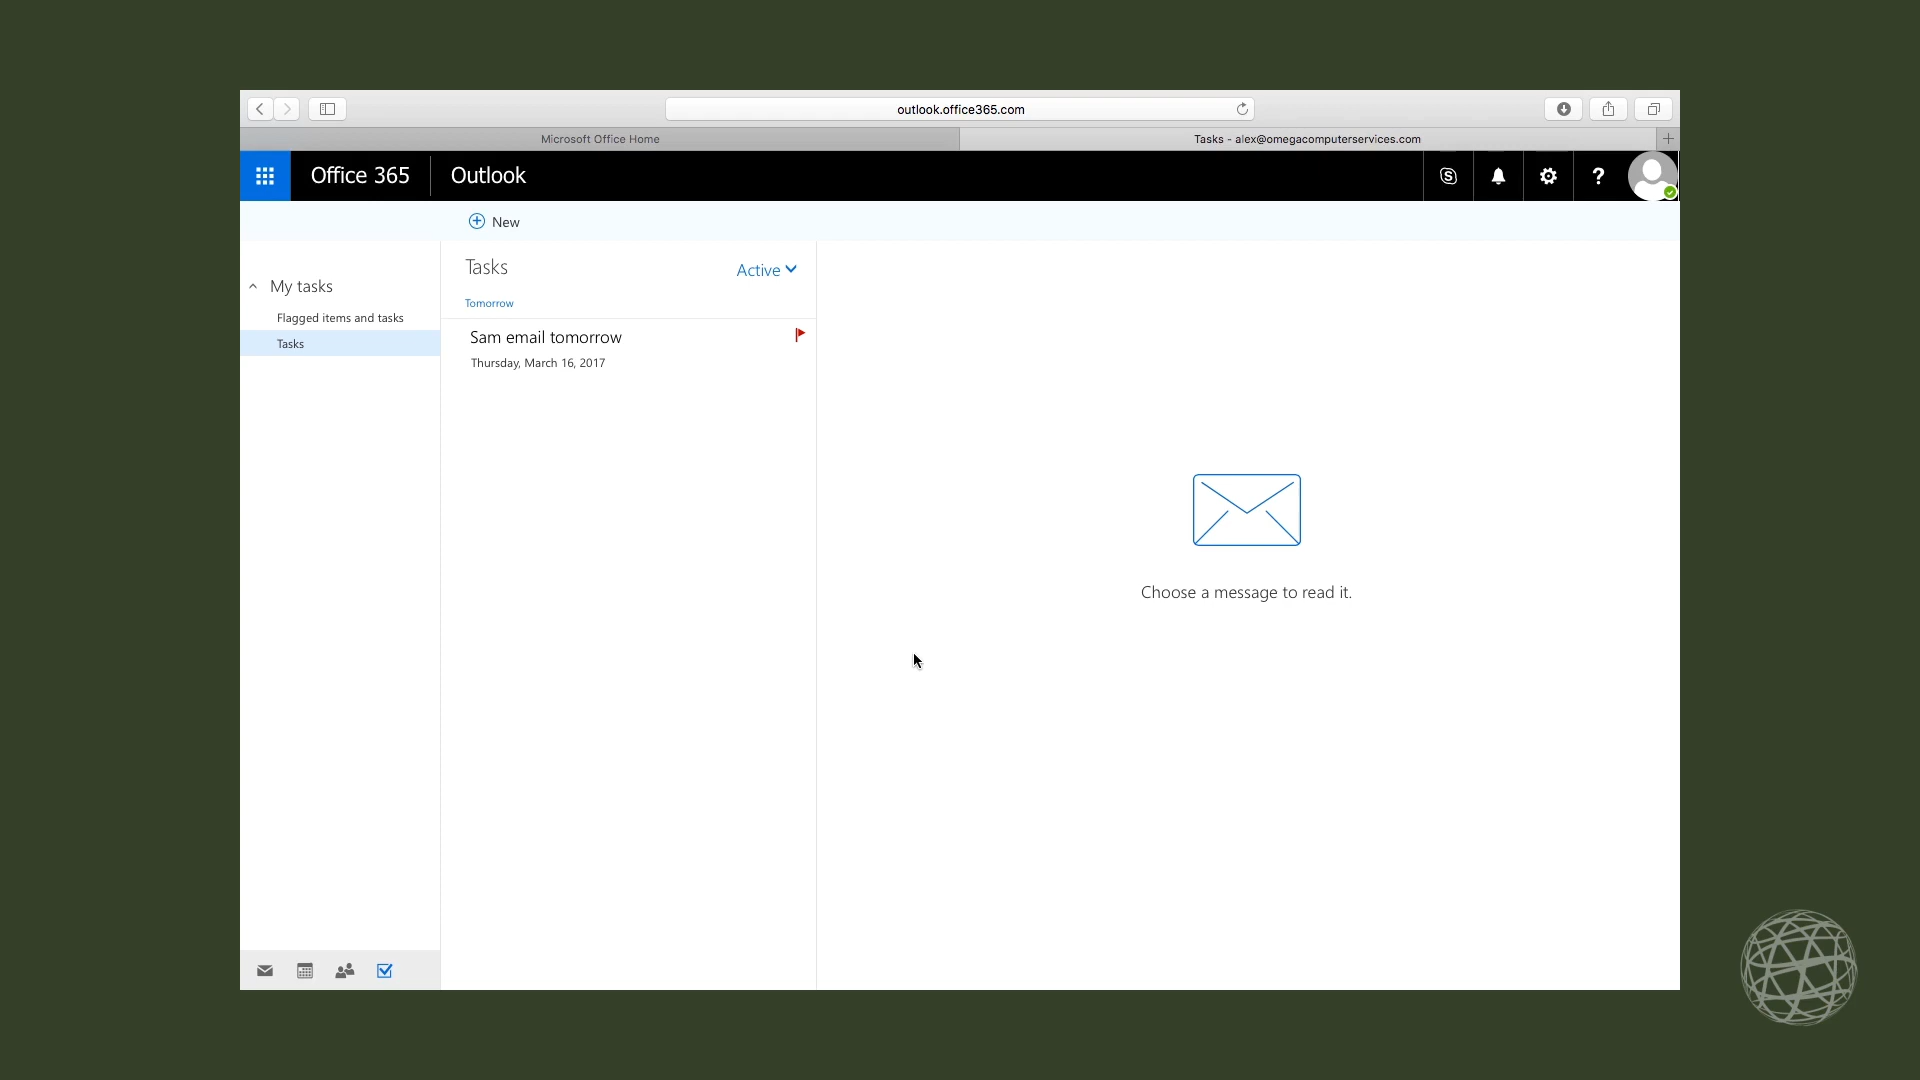 outlook.office365.com
Microsoft Office Home
Tasks - alex@omegacomputerservices.com
Office 365
Outlook
New
My tasks
Flagged items and tasks
Tasks
Tasks
Active
Tomorrow
Sam email tomorrow
Thursday, March 16, 2017
Choose a message to read it.